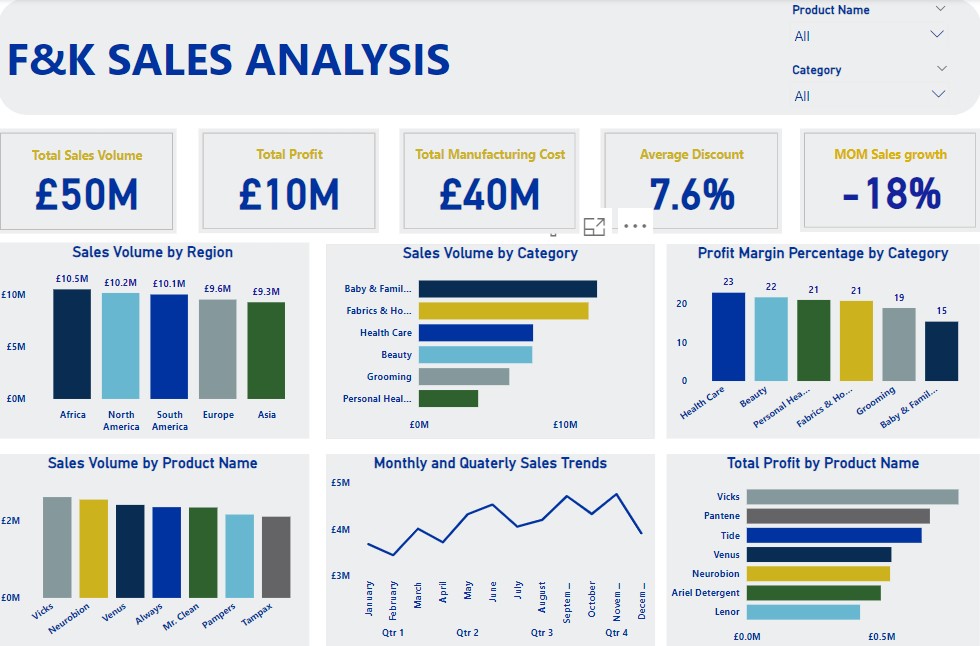 Product Name
All
F&K SALES ANALYSIS
Category
All
Total Sales Volume
£50M
Total Profit
£10M
Total Manufacturing Cost
£40M
Average Discount
7.6%
MOM Sales growth
-18%
Sales Volume by Region
£10M
£5M
£0M
£10.5M
£10.2M
£10.1M
£9.6M
£9.3M
Africa
North
America
South
America
Europe
Asia
Sales Volume by Category
Baby & Famil...
Fabrics & Ho...
Health Care
Beauty
Grooming
Personal Heal...
£0M
£10M
Profit Margin Percentage by Category
20
10
0
23
22
21
21
19
15
Health Care
Beauty
Personal Hea...
Fabrics & Ho...
Grooming
Baby & Famil...
Sales Volume by Product Name
£2M
£0M
Vicks
Neurobion
Venus
Always
Mr. Clean
Pampers
Tampax
Monthly and Quaterly Sales Trends
£5M
£4M
£3M
January
February
March
April
May
June
July
August
Septem...
October
Novem...
Decem...
Qtr 1
Qtr 2
Qtr 3
Qtr 4
Total Profit by Product Name
Vicks
Pantene
Tide
Venus
Neurobion
Ariel Detergent
Lenor
£0.0M
£0.5M